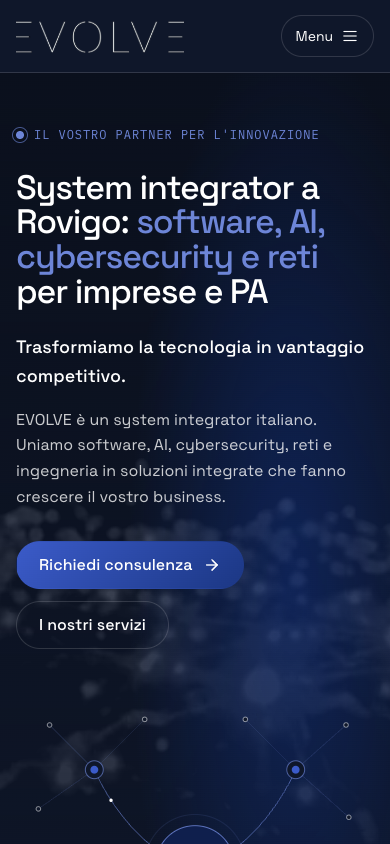 EVOLVE
Menu
IL VOSTRO PARTNER PER L'INNOVAZIONE
System integrator a
Rovigo: software, AI,
cybersecurity e reti
per imprese e PA
Trasformiamo la tecnologia in vantaggio
competitivo.
EVOLVE è un system integrator italiano.
Uniamo software, AI, cybersecurity, reti e
ingegneria in soluzioni integrate che fanno
crescere il vostro business.
Richiedi consulenza
I nostri servizi